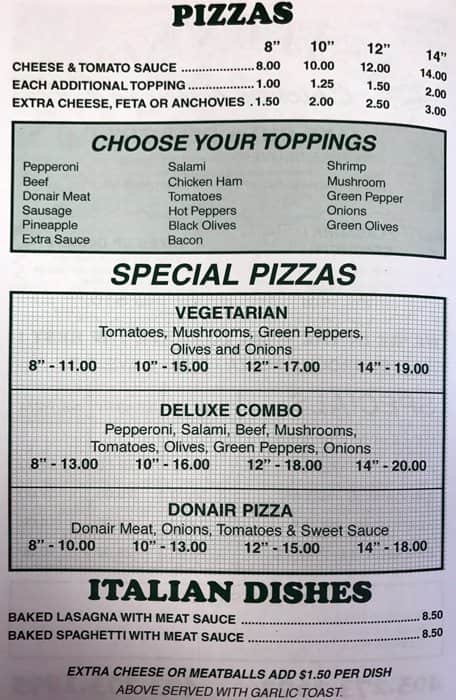 PIZZAS
8" 10" 12" 14"
CHEESE & TOMATO SAUCE ..................... 8.00 10.00 12.00 14.00
EACH ADDITIONAL TOPPING ................... 1.00 1.25 1.50 2.00
EXTRA CHEESE, FETA OR ANCHOVIES . 1.50 2.00 2.50 3.00
CHOOSE YOUR TOPPINGS
Pepperoni Salami Shrimp
Beef Chicken Ham Mushroom
Donair Meat Tomatoes Green Pepper
Sausage Hot Peppers Onions
Pineapple Black Olives Green Olives
Extra Sauce Bacon
SPECIAL PIZZAS
VEGETARIAN
Tomatoes, Mushrooms, Green Peppers,
Olives and Onions
8" - 11.00 10" - 15.00 12" - 17.00 14" - 19.00
DELUXE COMBO
Pepperoni, Salami, Beef, Mushrooms,
Tomatoes, Olives, Green Peppers, Onions
8" - 13.00 10" - 16.00 12" - 18.00 14" - 20.00
DONAIR PIZZA
Donair Meat, Onions, Tomatoes & Sweet Sauce
8" - 10.00 10" - 13.00 12" - 15.00 14" - 18.00
ITALIAN DISHES
BAKED LASAGNA WITH MEAT SAUCE ........................................ 8.50
BAKED SPAGHETTI WITH MEAT SAUCE ....................................... 8.50
EXTRA CHEESE OR MEATBALLS ADD $1.50 PER DISH
ABOVE SERVED WITH GARLIC TOAST.